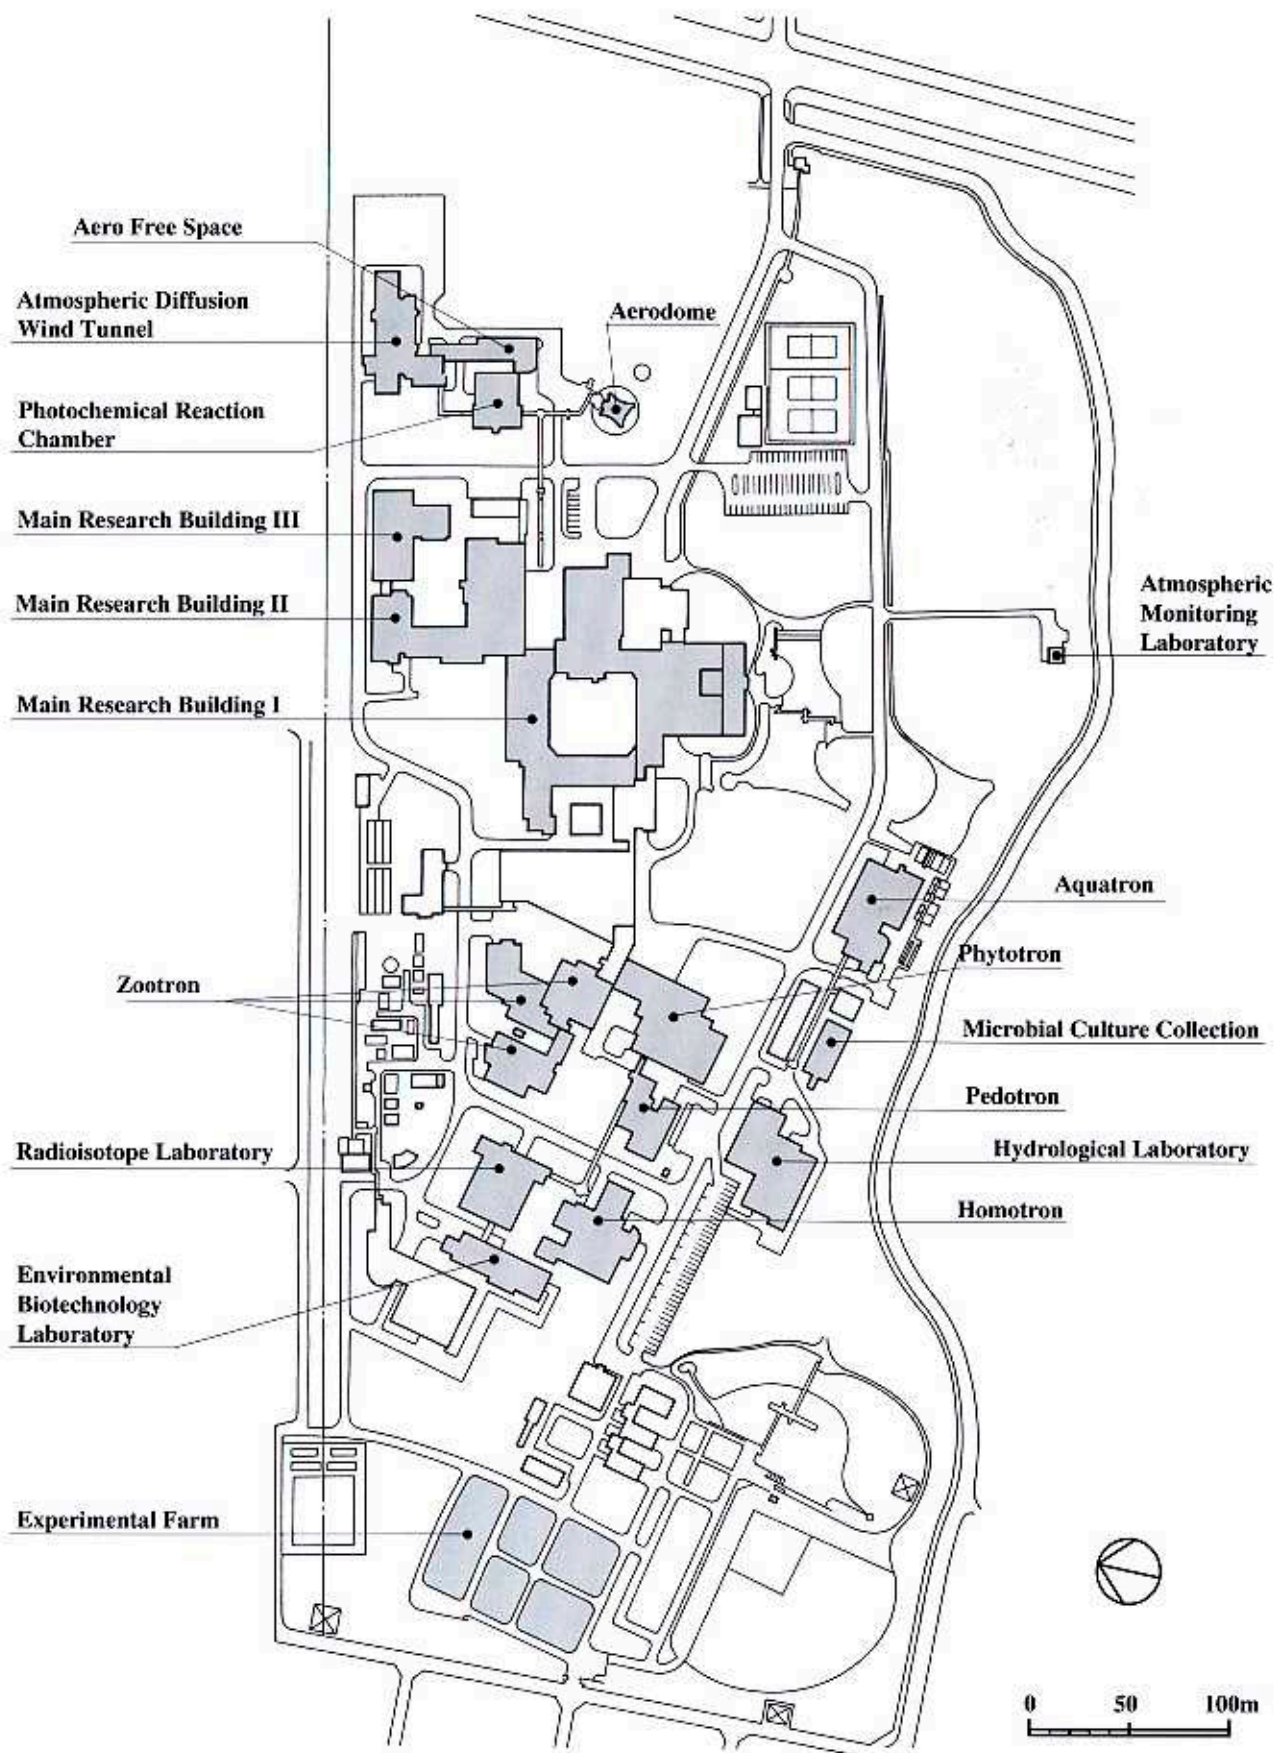 Aero Free Space
Atmospheric Diffusion
Wind Tunnel
Aerodome
Photochemical Reaction
Chamber
Main Research Building III
Main Research Building II
Atmospheric
Monitoring
Laboratory
Main Research Building I
Aquatron
Phytotron
Zootron
Microbial Culture Collection
Pedotron
Radioisotope Laboratory
Hydrological Laboratory
Homotron
Environmental
Biotechnology
Laboratory
Experimental Farm
0 50 100m